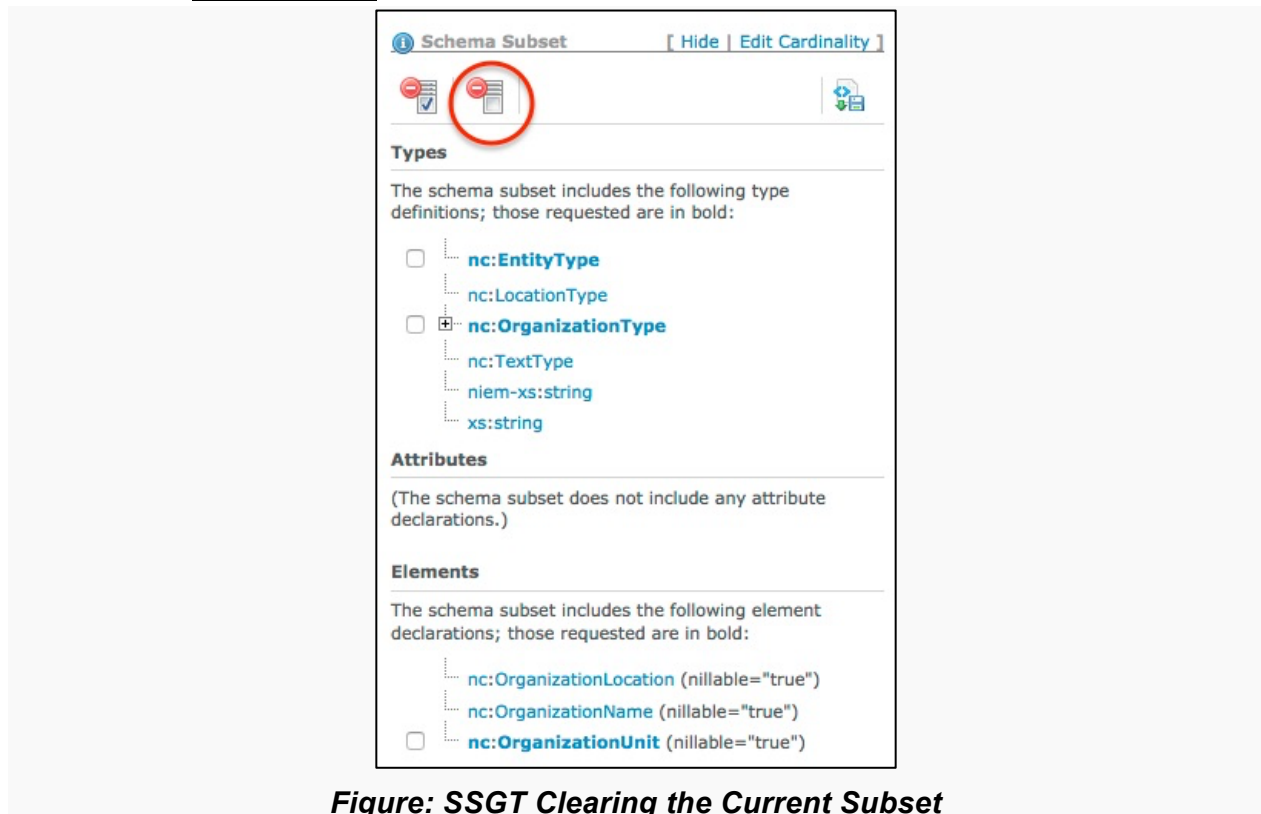 Schema Subset [ Hide | Edit Cardinality ]
Types
The schema subset includes the following type
definitions; those requested are in bold:
nc:EntityType
nc:LocationType
nc:OrganizationType
nc:TextType
niem-xs:string
xs:string
Attributes
(The schema subset does not include any attribute
declarations.)
Elements
The schema subset includes the following element
declarations; those requested are in bold:
nc:OrganizationLocation (nillable="true")
nc:OrganizationName (nillable="true")
nc:OrganizationUnit (nillable="true")
Figure: SSGT Clearing the Current Subset